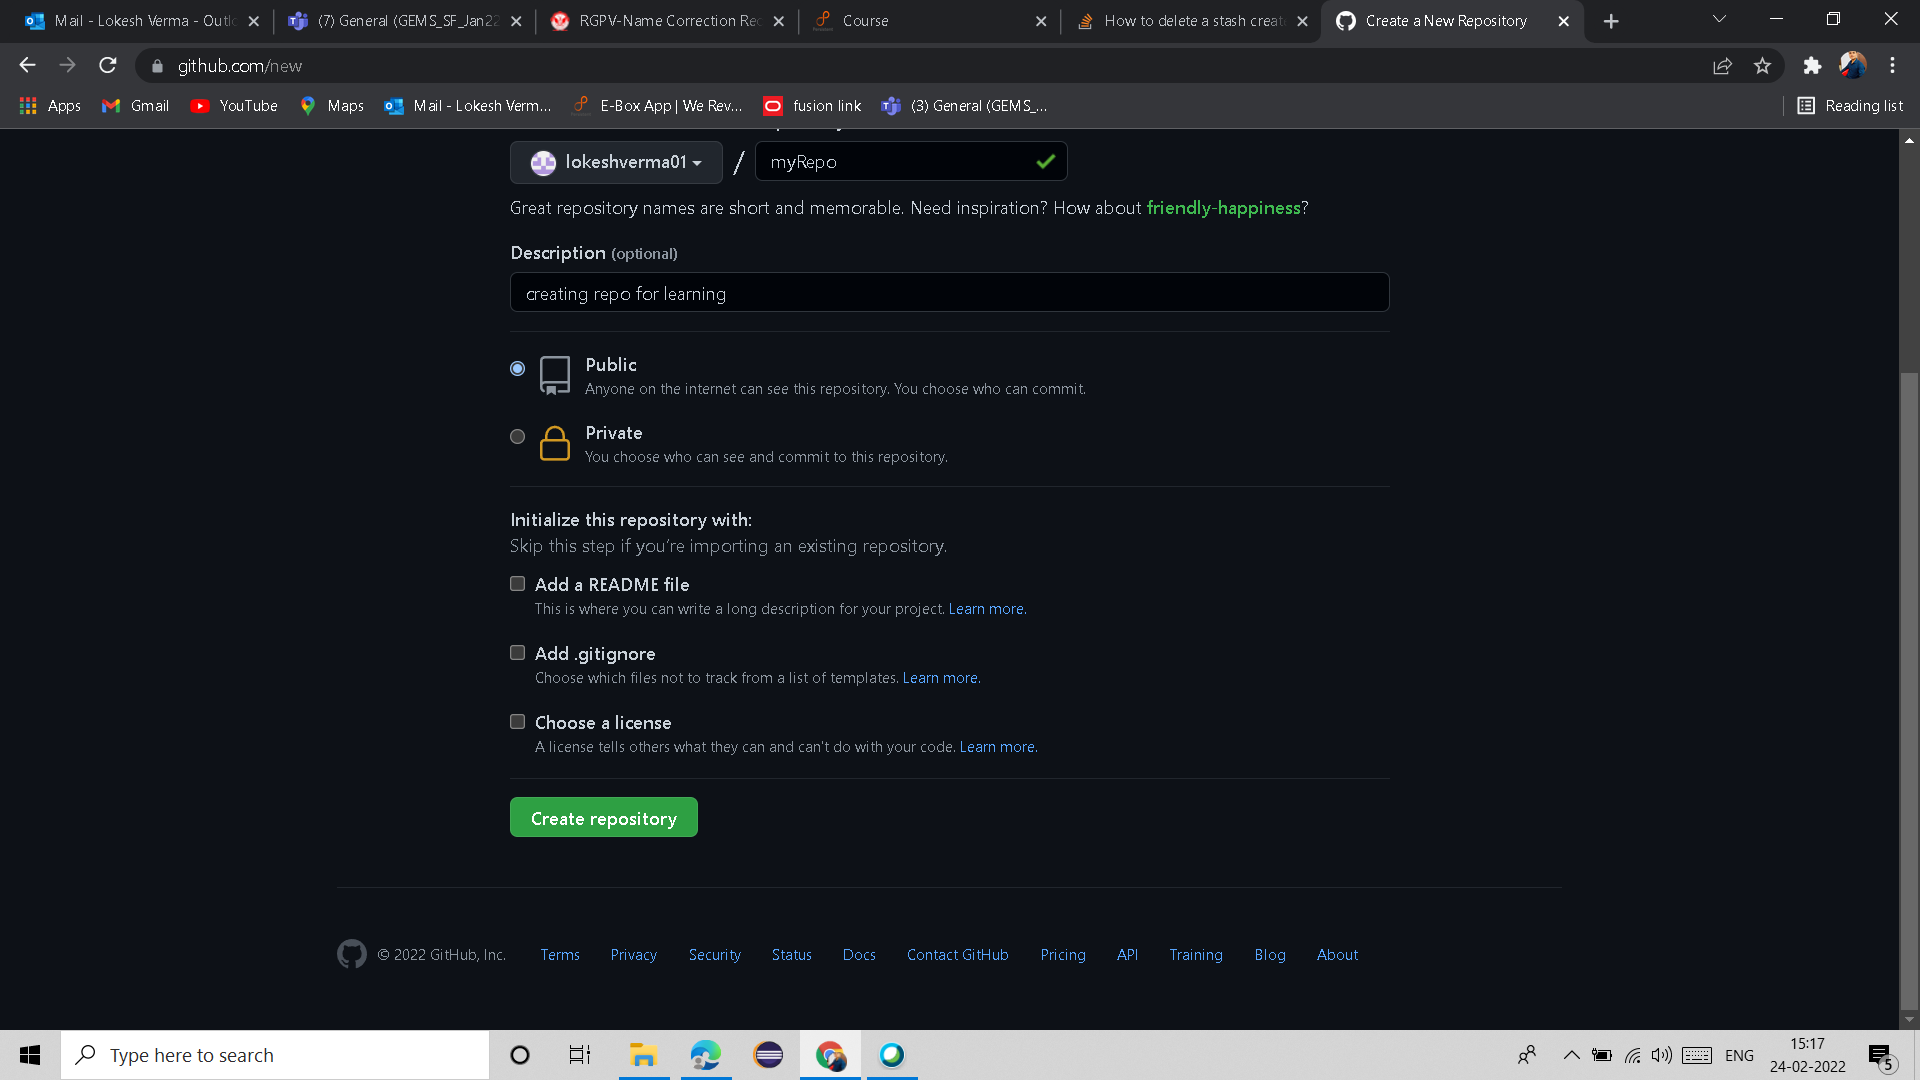 Mail - Lokesh Verma - Outlo
(7) General (GEMS_SF_Jan22
RGPV-Name Correction Rec
Course
How to delete a stash create
Create a New Repository
github.com/new
Apps
Gmail
YouTube
Maps
Mail - Lokesh Verm...
E-Box App | We Rev...
fusion link
(3) General (GEMS_...
Reading list
lokeshverma01 / myRepo
Great repository names are short and memorable. Need inspiration? How about friendly-happiness?
Description (optional)
creating repo for learning
Public
Anyone on the internet can see this repository. You choose who can commit.
Private
You choose who can see and commit to this repository.
Initialize this repository with:
Skip this step if you’re importing an existing repository.
Add a README file
This is where you can write a long description for your project. Learn more.
Add .gitignore
Choose which files not to track from a list of templates. Learn more.
Choose a license
A license tells others what they can and can't do with your code. Learn more.
Create repository
© 2022 GitHub, Inc.
Terms
Privacy
Security
Status
Docs
Contact GitHub
Pricing
API
Training
Blog
About
Type here to search
ENG
15:17
24-02-2022
5